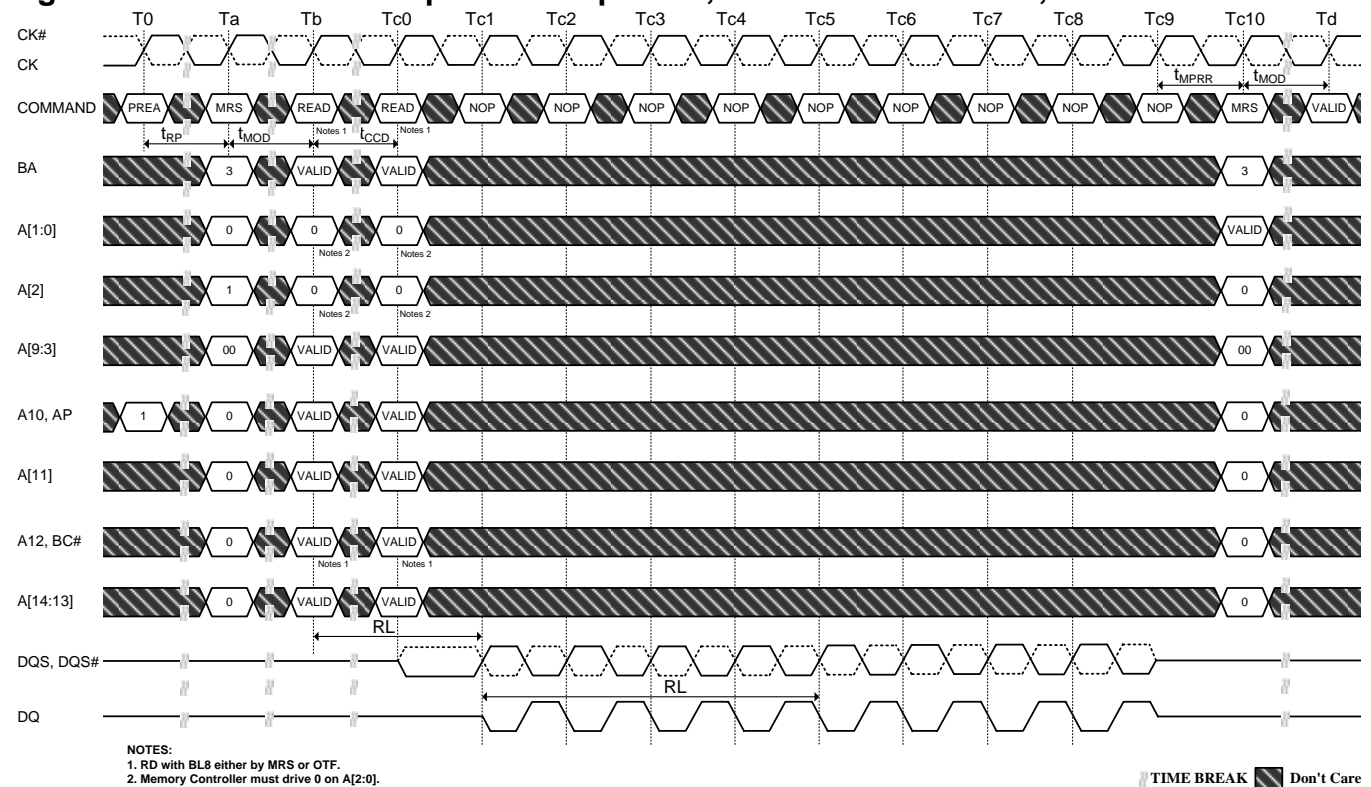 T0 Ta Tb Tc0 Tc1 Tc2 Tc3 Tc4 Tc5 Tc6 Tc7 Tc8 Tc9 Tc10 Td
CK#
CK
tMPRR tMOD
COMMAND PREA MRS READ READ NOP NOP NOP NOP NOP NOP NOP NOP NOP MRS VALID
Notes 1 Notes 1
tRP tMOD tCCD
BA 3 VALID VALID 3
A[1:0] 0 0 0 VALID
Notes 2 Notes 2
A[2] 1 0 0 0
Notes 2 Notes 2
A[9:3] 00 VALID VALID 00
A10, AP 1 0 VALID VALID 0
A[11] 0 VALID VALID 0
A12, BC# 0 VALID VALID 0
Notes 1 Notes 1
A[14:13] 0 VALID VALID 0
RL
DQS, DQS#
RL
DQ
NOTES:
1. RD with BL8 either by MRS or OTF.
2. Memory Controller must drive 0 on A[2:0].
TIME BREAK Don't Care